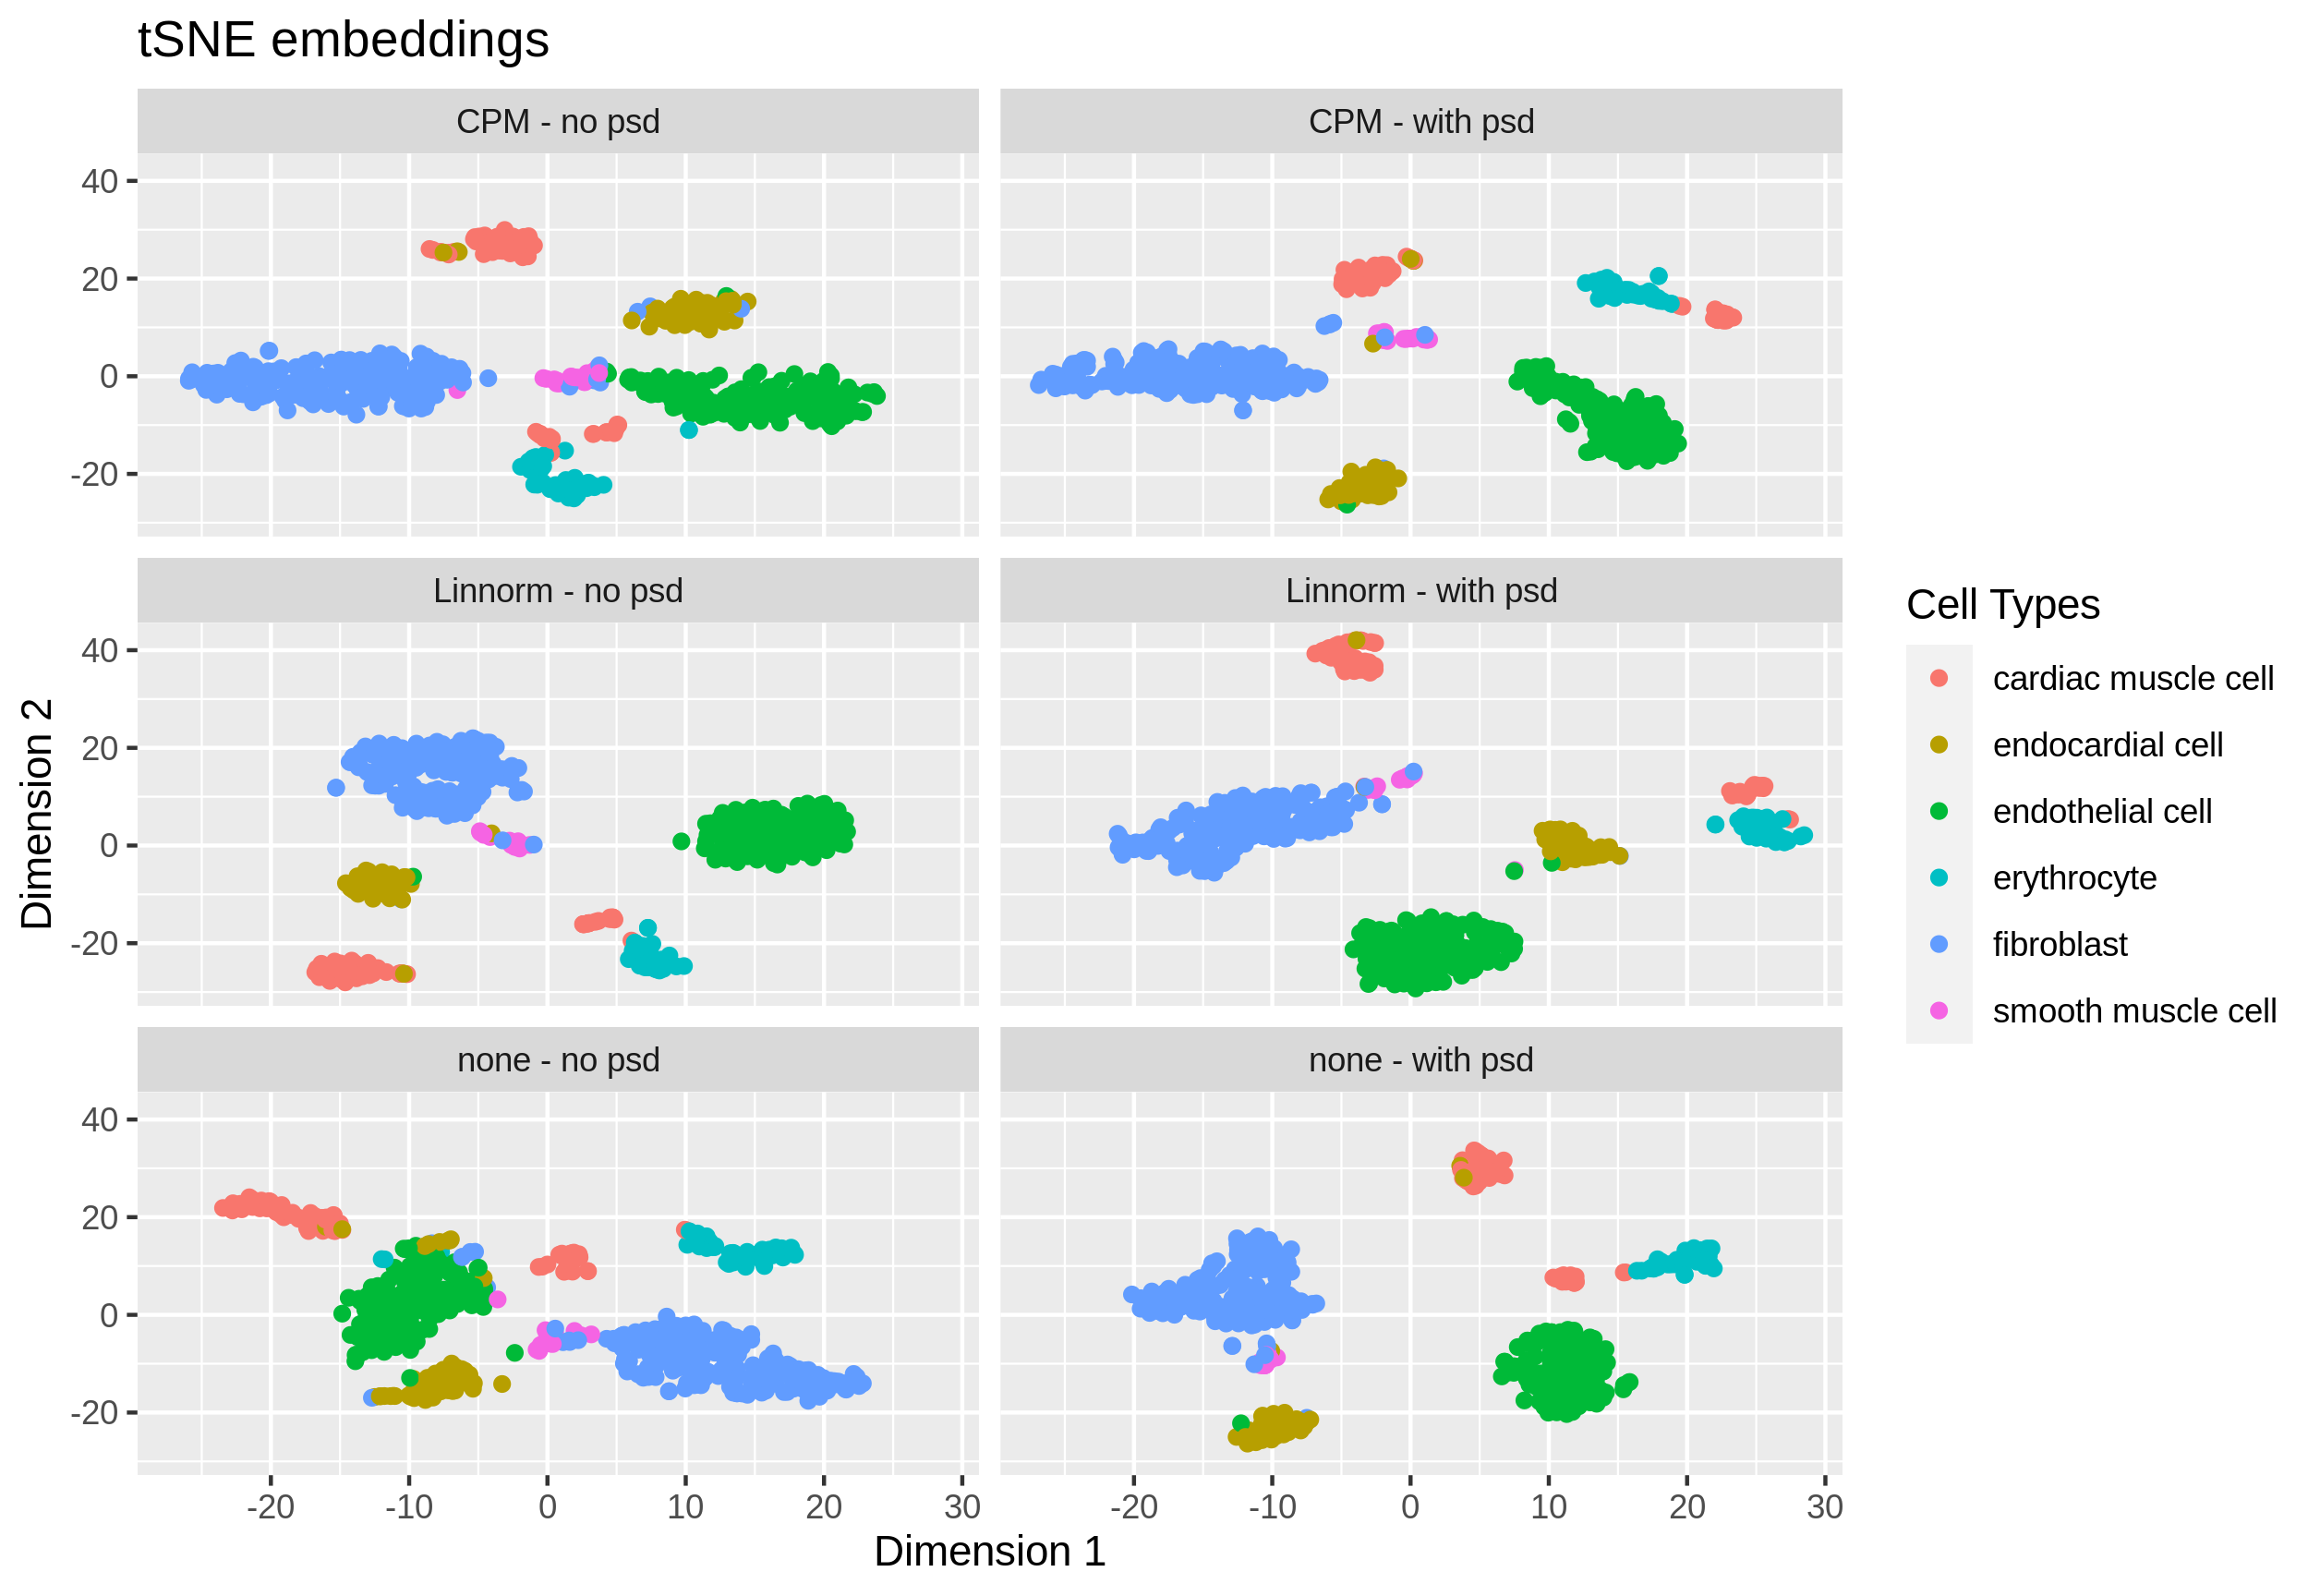 tSNE embeddings
CPM - no psd
CPM - with psd
40
20
0
-20
Linnorm - no psd
Linnorm - with psd
40
20
0
-20
none - no psd
none - with psd
40
20
0
-20
-20 -10 0 10 20 30
-20 -10 0 10 20 30
Dimension 1
Dimension 2
Cell Types
cardiac muscle cell
endocardial cell
endothelial cell
erythrocyte
fibroblast
smooth muscle cell